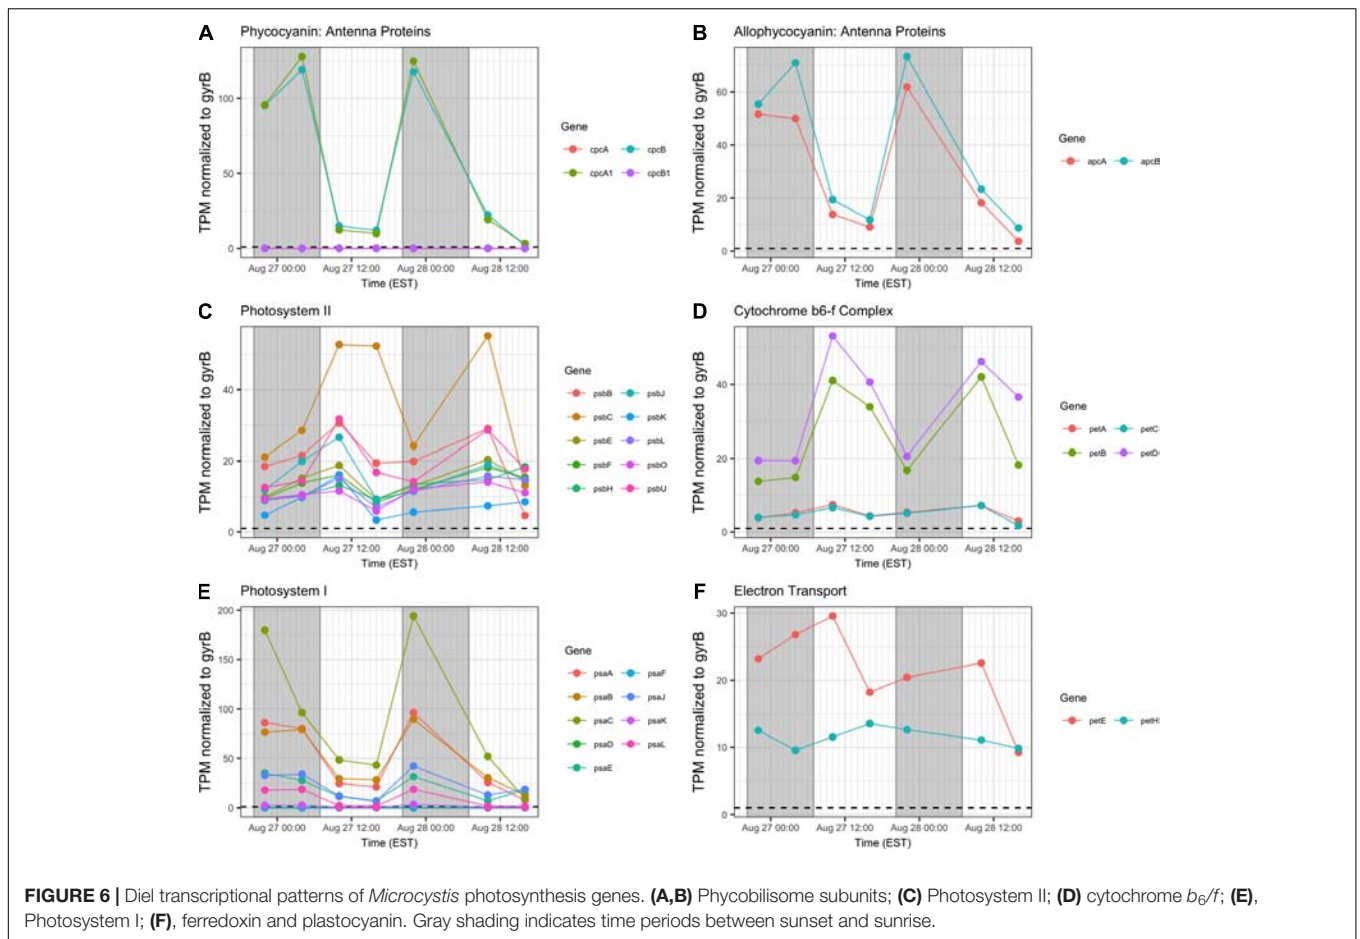 A Phycocyanin: Antenna Proteins
TPM normalized to gyrB
100
50
0
Aug 27 00:00 Aug 27 12:00 Aug 28 00:00 Aug 28 12:00
Time (EST)
Gene
cpcA cpcB
cpcA1 cpcB1
B Allophycocyanin: Antenna Proteins
TPM normalized to gyrB
60
40
20
0
Aug 27 00:00 Aug 27 12:00 Aug 28 00:00 Aug 28 12:00
Time (EST)
Gene
apcA apcB
C Photosystem II
TPM normalized to gyrB
40
20
0
Aug 27 00:00 Aug 27 12:00 Aug 28 00:00 Aug 28 12:00
Time (EST)
Gene
psbB psbJ
psbC psbK
psbE psbL
psbF psbO
psbH psbU
D Cytochrome b6-f Complex
TPM normalized to gyrB
40
20
0
Aug 27 00:00 Aug 27 12:00 Aug 28 00:00 Aug 28 12:00
Time (EST)
Gene
petA petC
petB petD
E Photosystem I
TPM normalized to gyrB
200
150
100
50
0
Aug 27 00:00 Aug 27 12:00 Aug 28 00:00 Aug 28 12:00
Time (EST)
Gene
psaA psaF
psaB psaJ
psaC psaK
psaD psaL
psaE
F Electron Transport
TPM normalized to gyrB
30
20
10
0
Aug 27 00:00 Aug 27 12:00 Aug 28 00:00 Aug 28 12:00
Time (EST)
Gene
petE petH
FIGURE 6 | Diel transcriptional patterns of Microcystis photosynthesis genes. (A,B) Phycobilisome subunits; (C) Photosystem II; (D) cytochrome b6/f; (E),
Photosystem I; (F), ferredoxin and plastocyanin. Gray shading indicates time periods between sunset and sunrise.